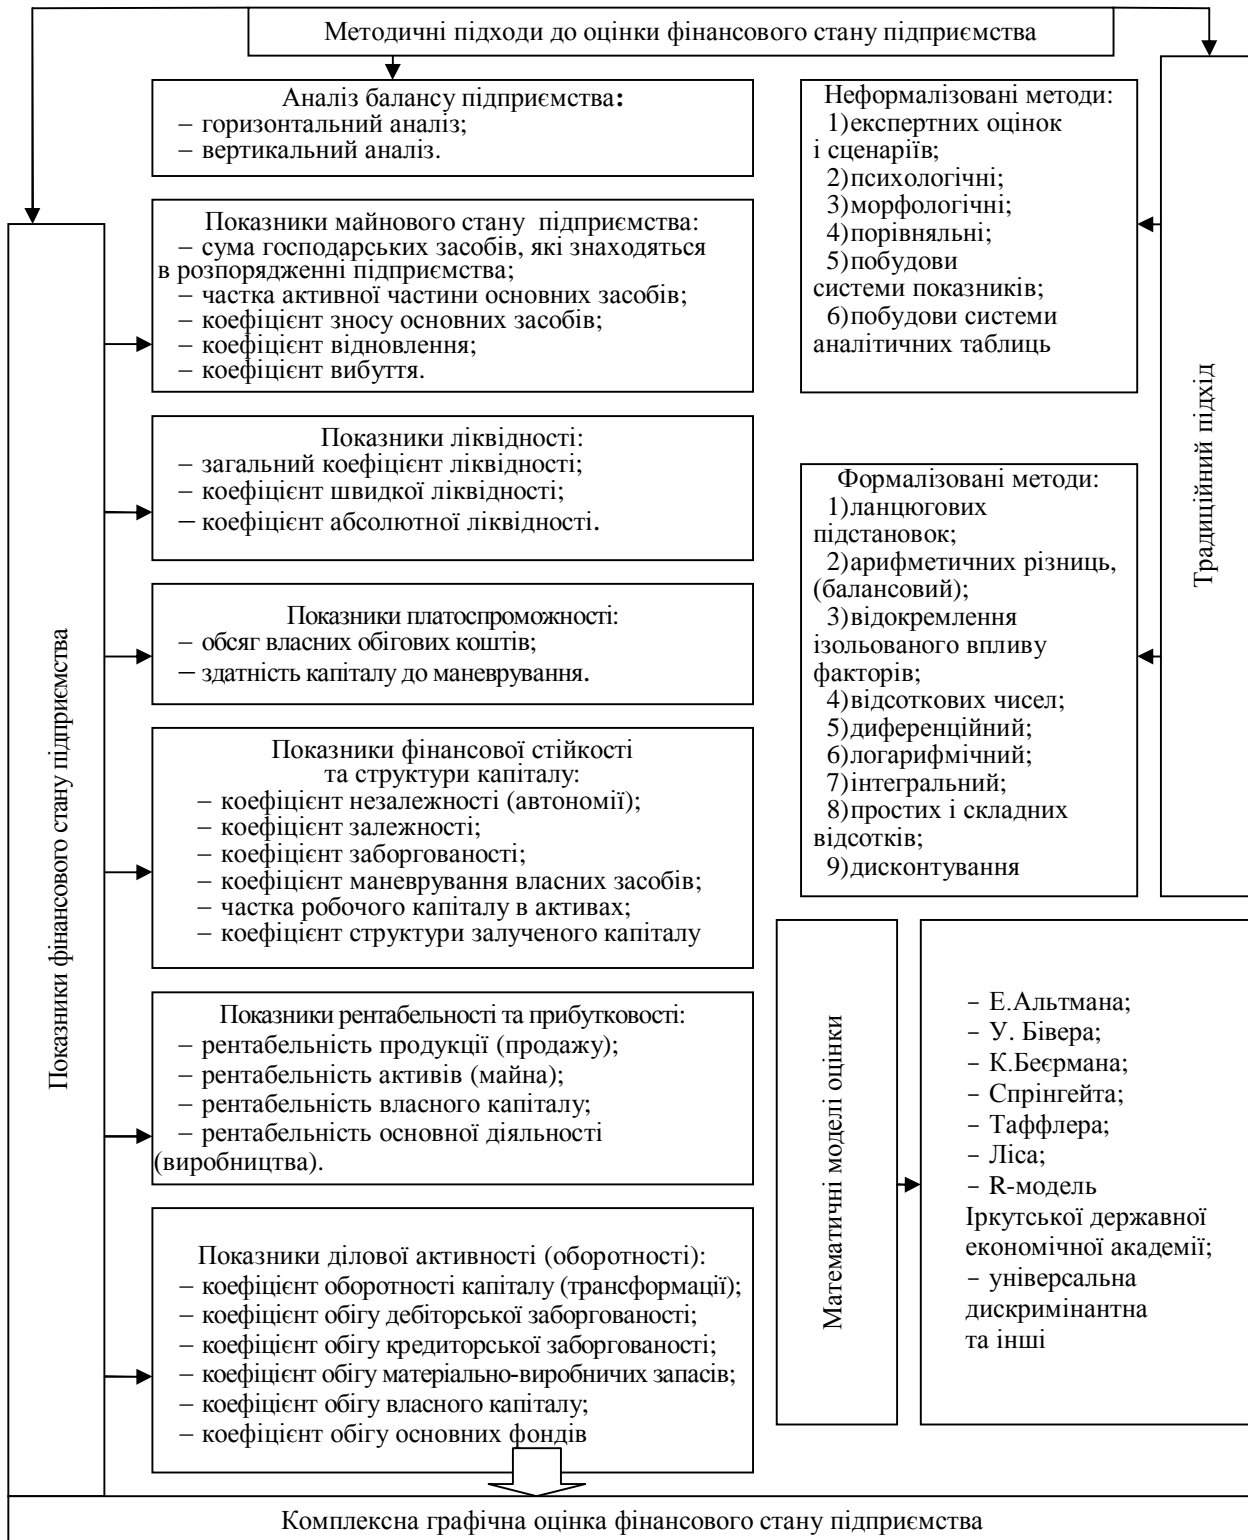 Методичні підходи до оцінки фінансового стану підприємства
Аналіз балансу підприємства:
– горизонтальний аналіз;
– вертикальний аналіз.
Показники майнового стану підприємства:
– сума господарських засобів, які знаходяться
в розпорядженні підприємства;
– частка активної частини основних засобів;
– коефіцієнт зносу основних засобів;
– коефіцієнт відновлення;
– коефіцієнт вибуття.
Показники ліквідності:
– загальний коефіцієнт ліквідності;
– коефіцієнт швидкої ліквідності;
– коефіцієнт абсолютної ліквідності.
Показники платоспроможності:
– обсяг власних обігових коштів;
– здатність капіталу до маневрування.
Показники фінансової стійкості
та структури капіталу:
– коефіцієнт незалежності (автономії);
– коефіцієнт залежності;
– коефіцієнт заборгованості;
– коефіцієнт маневрування власних засобів;
– частка робочого капіталу в активах;
– коефіцієнт структури залученого капіталу
Показники рентабельності та прибутковості:
– рентабельність продукції (продажу);
– рентабельність активів (майна);
– рентабельність власного капіталу;
– рентабельність основної діяльності
(виробництва).
Показники ділової активності (оборотності):
– коефіцієнт оборотності капіталу (трансформації);
– коефіцієнт обігу дебіторської заборгованості;
– коефіцієнт обігу кредиторської заборгованості;
– коефіцієнт обігу матеріально-виробничих запасів;
– коефіцієнт обігу власного капіталу;
– коефіцієнт обігу основних фондів
Показники фінансового стану підприємства
Неформалізовані методи:
1)експертних оцінок
і сценаріїв;
2)психологічні;
3)морфологічні;
4)порівняльні;
5)побудови
системи показників;
6)побудови системи
аналітичних таблиць
Формалізовані методи:
1)ланцюгових
підстановок;
2)арифметичних різниць,
(балансовий);
3)відокремлення
ізольованого впливу
факторів;
4)відсоткових чисел;
5)диференційний;
6)логарифмічний;
7)інтегральний;
8)простих і складних
відсотків;
9)дисконтування
Традиційний підхід
Математичні моделі оцінки
– Е.Альтмана;
– У. Бівера;
– К.Беєрмана;
– Спрінгейта;
– Таффлера;
– Ліса;
– R-модель
Іркутської державної
економічної академії;
– універсальна
дискримінантна
та інші
Комплексна графічна оцінка фінансового стану підприємства